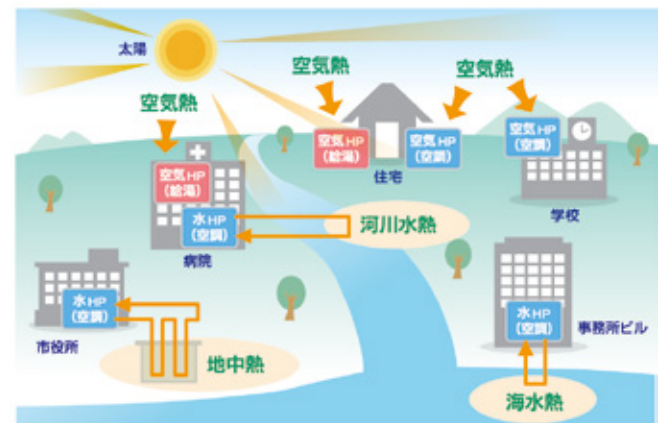 太陽
空気熱
空気熱
空気熱
空気HP
(給湯)
空気HP
(空調)
空気HP
(空調)
住宅
学校
空気HP
(給湯)
水HP
(空調)
病院
河川水熱
水HP
(空調)
市役所
地中熱
水HP
(空調)
事務所ビル
海水熱